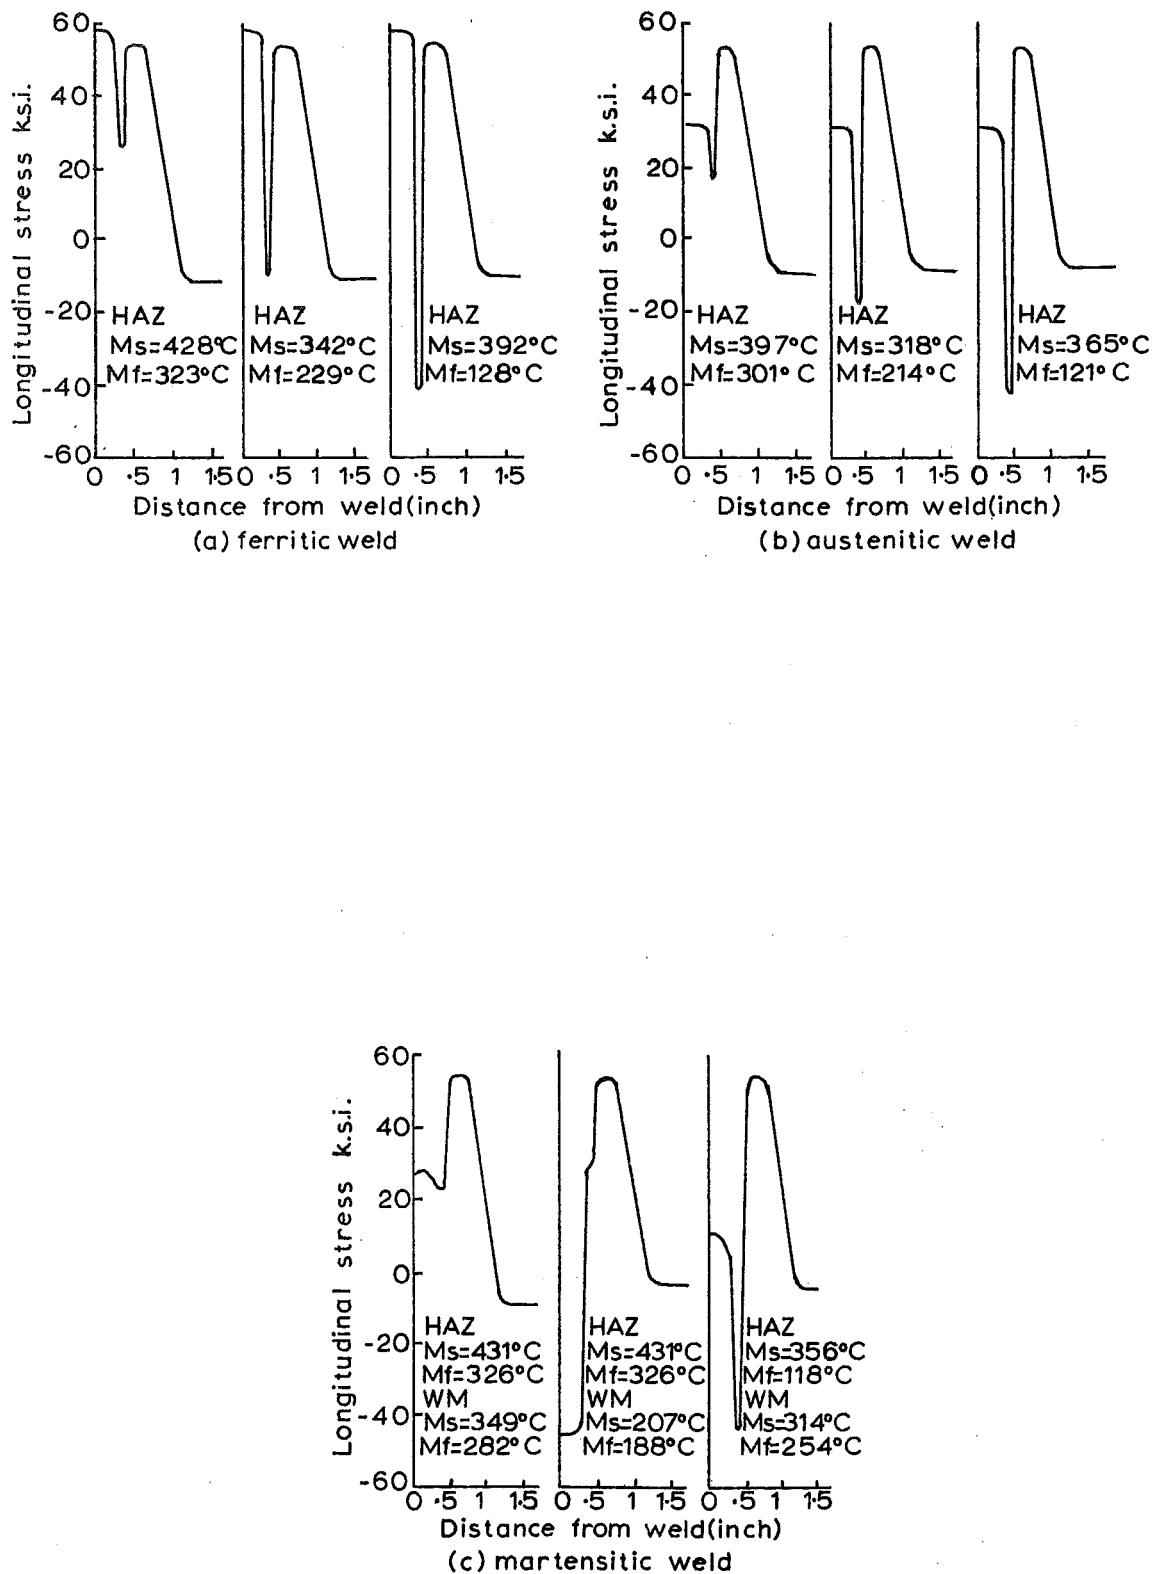 60
40
20
0
-20
-40
-60
Longitudinal stress k.s.i.
HAZ
Ms=428°C
Mf=323°C
HAZ
Ms=342°C
Mf=229°C
HAZ
Ms=392°C
Mf=128°C
0 ·5 1 1·5 0 ·5 1 1·5 0 ·5 1 1·5
Distance from weld(inch)
(a) ferritic weld
60
40
20
0
-20
-40
-60
Longitudinal stress k.s.i.
HAZ
Ms=397°C
Mf=301°C
HAZ
Ms=318°C
Mf=214°C
HAZ
Ms=365°C
Mf=121°C
0 ·5 1 1·5 0 ·5 1 1·5 0 ·5 1 1·5
Distance from weld(inch)
(b) austenitic weld
60
40
20
0
-20
-40
-60
Longitudinal stress k.s.i.
HAZ
Ms=431°C
Mf=326°C
WM
Ms=349°C
Mf=282°C
HAZ
Ms=431°C
Mf=326°C
WM
Ms=207°C
Mf=188°C
HAZ
Ms=356°C
Mf=118°C
WM
Ms=314°C
Mf=254°C
0 ·5 1 1·5 0 ·5 1 1·5 0 ·5 1 1·5
Distance from weld(inch)
(c) martensitic weld